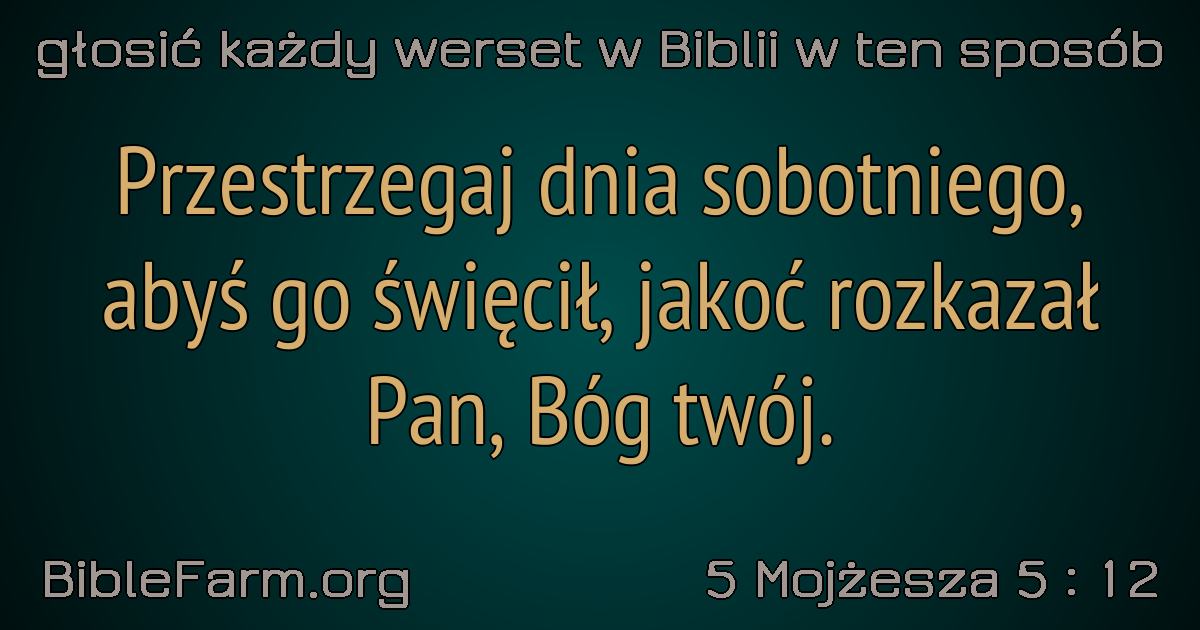 głosić każdy werset w Biblii w ten sposób
Przestrzegaj dnia sobotniego,
abyś go święcił, jakoć rozkazał
Pan, Bóg twój.
BibleFarm.org
5 Mojżesza 5 : 12